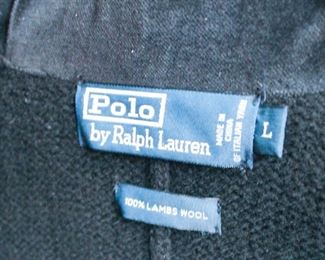 Polo
by Ralph Lauren
MADE IN
CHINA
OF ITALIAN YARN
L
100% LAMBS WOOL